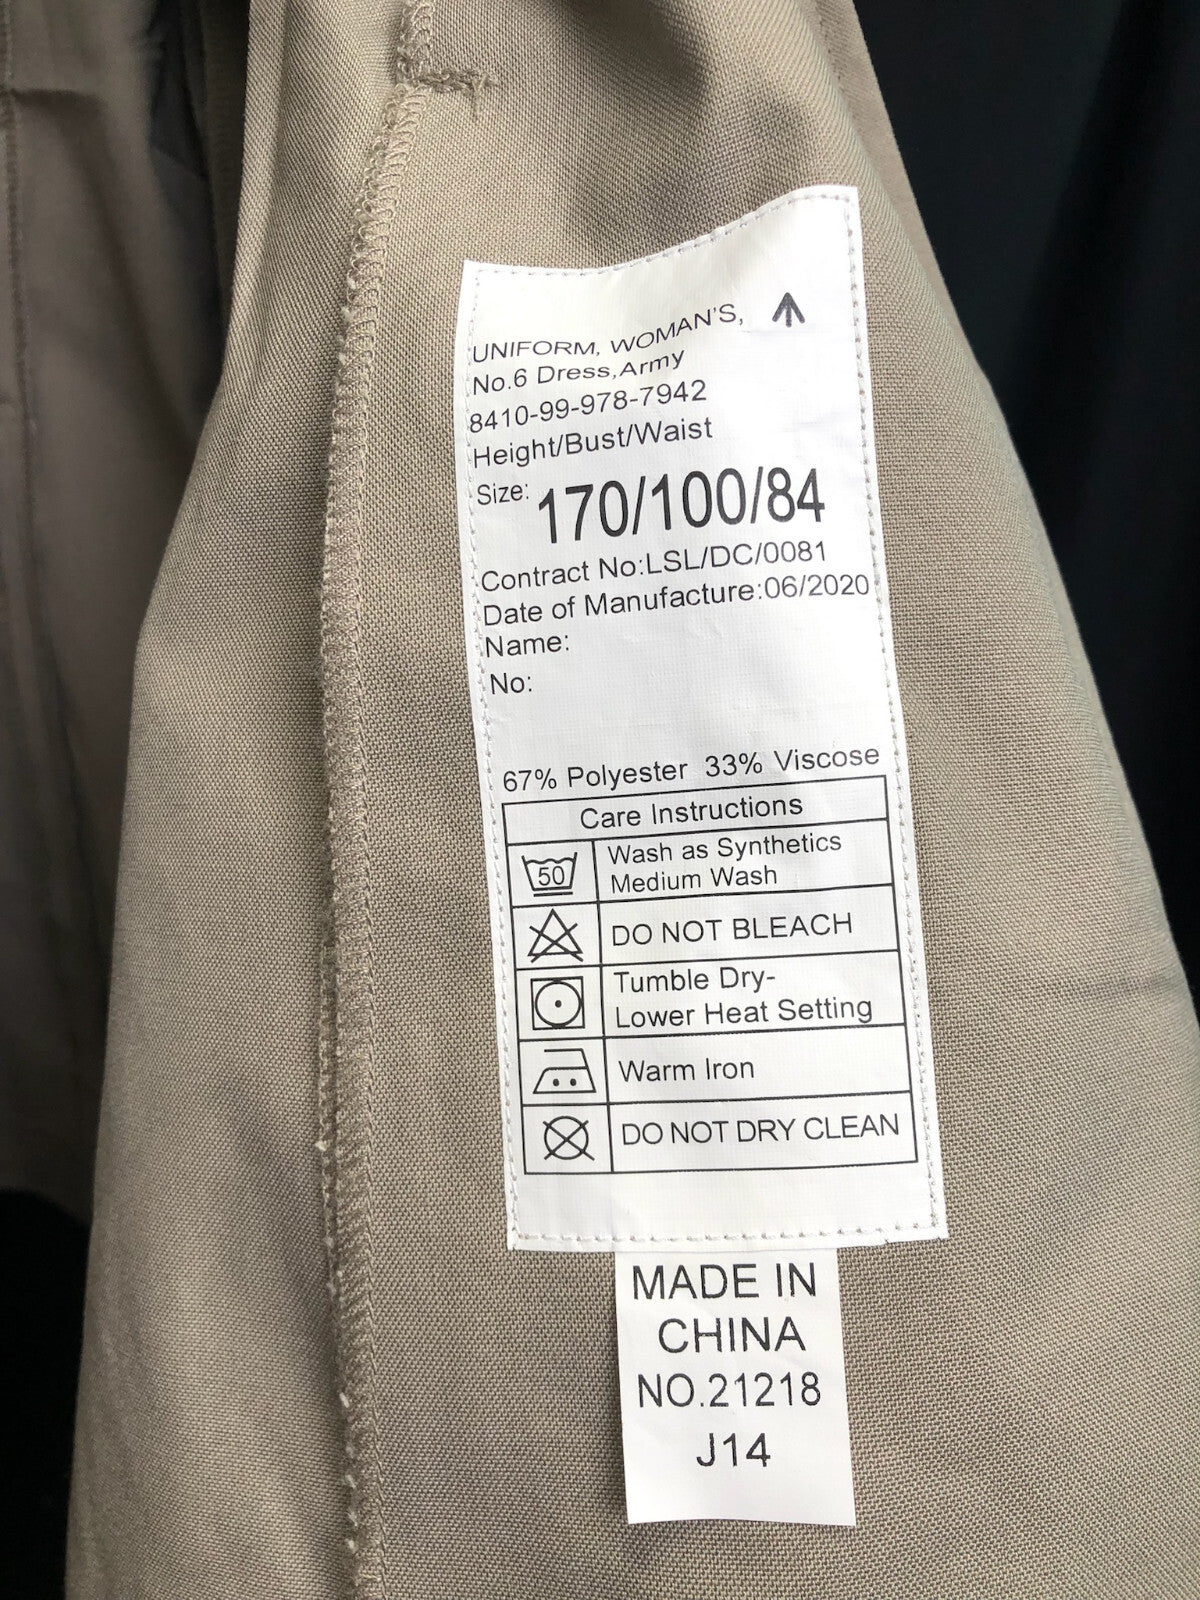 UNIFORM, WOMAN'S,
No.6 Dress,Army
8410-99-978-7942
Height/Bust/Waist
Size: 170/100/84
Contract No:LSL/DC/0081
Date of Manufacture:06/2020
Name:
No:
67% Polyester 33% Viscose
Care Instructions
50
Wash as Synthetics
Medium Wash
DO NOT BLEACH
Tumble Dry-
Lower Heat Setting
Warm Iron
DO NOT DRY CLEAN
MADE IN
CHINA
NO.21218
J14